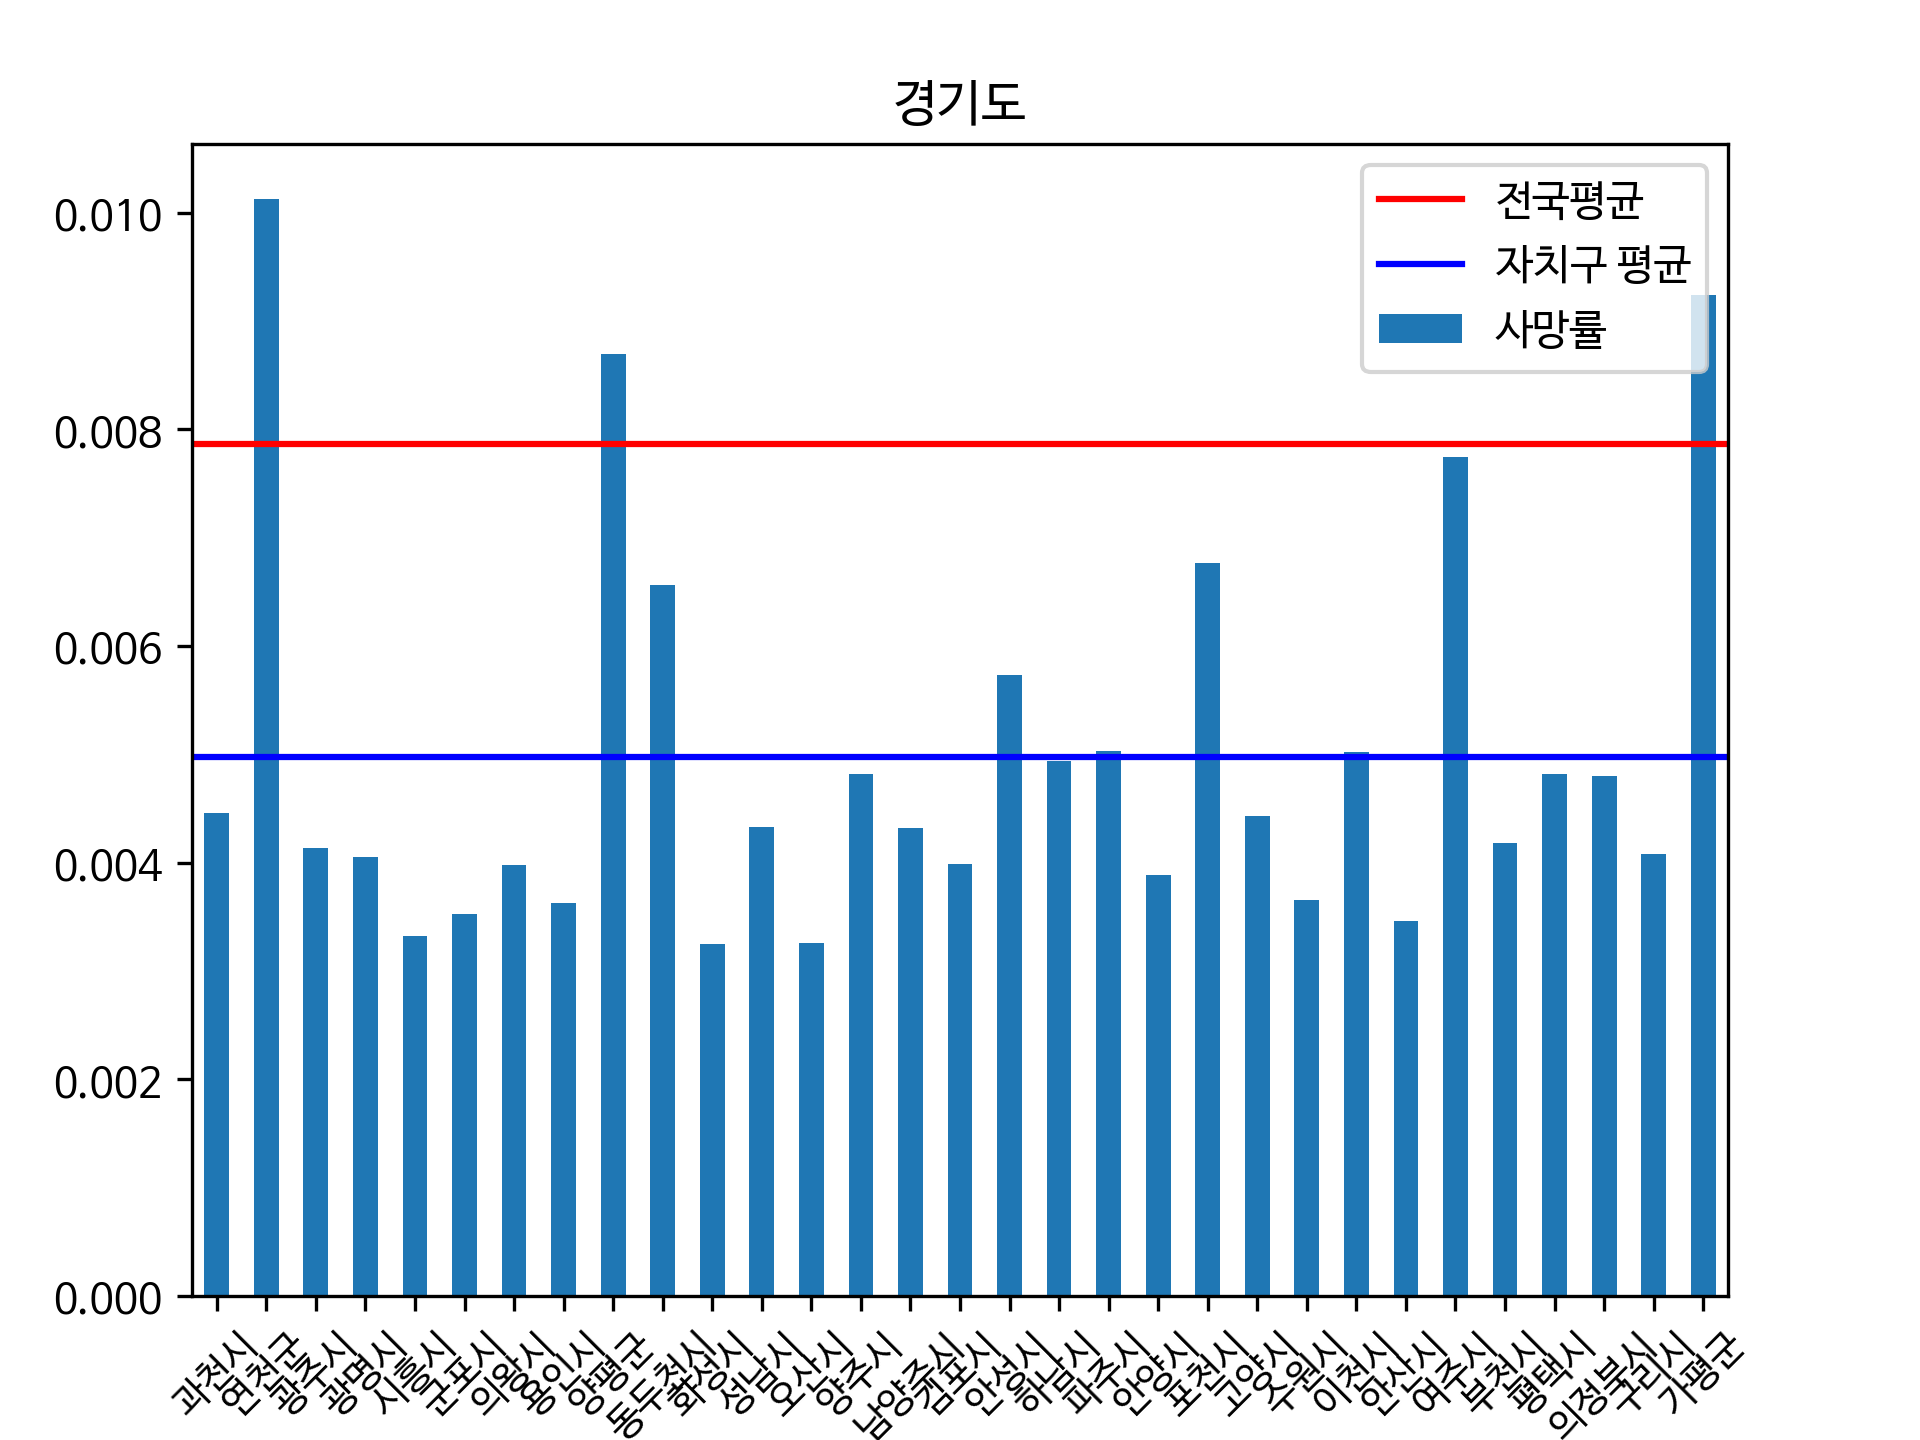 경기도
0.010
0.008
0.006
0.004
0.002
0.000
전국평균
자치구 평균
사망률
과천시
연천군
광주시
광명시
시흥시
군포시
의왕시
용인시
양평군
동두천시
화성시
성남시
오산시
양주시
남양주시
김포시
안성시
하남시
파주시
안양시
포천시
고양시
수원시
이천시
안산시
여주시
부천시
평택시
의정부시
구리시
가평군